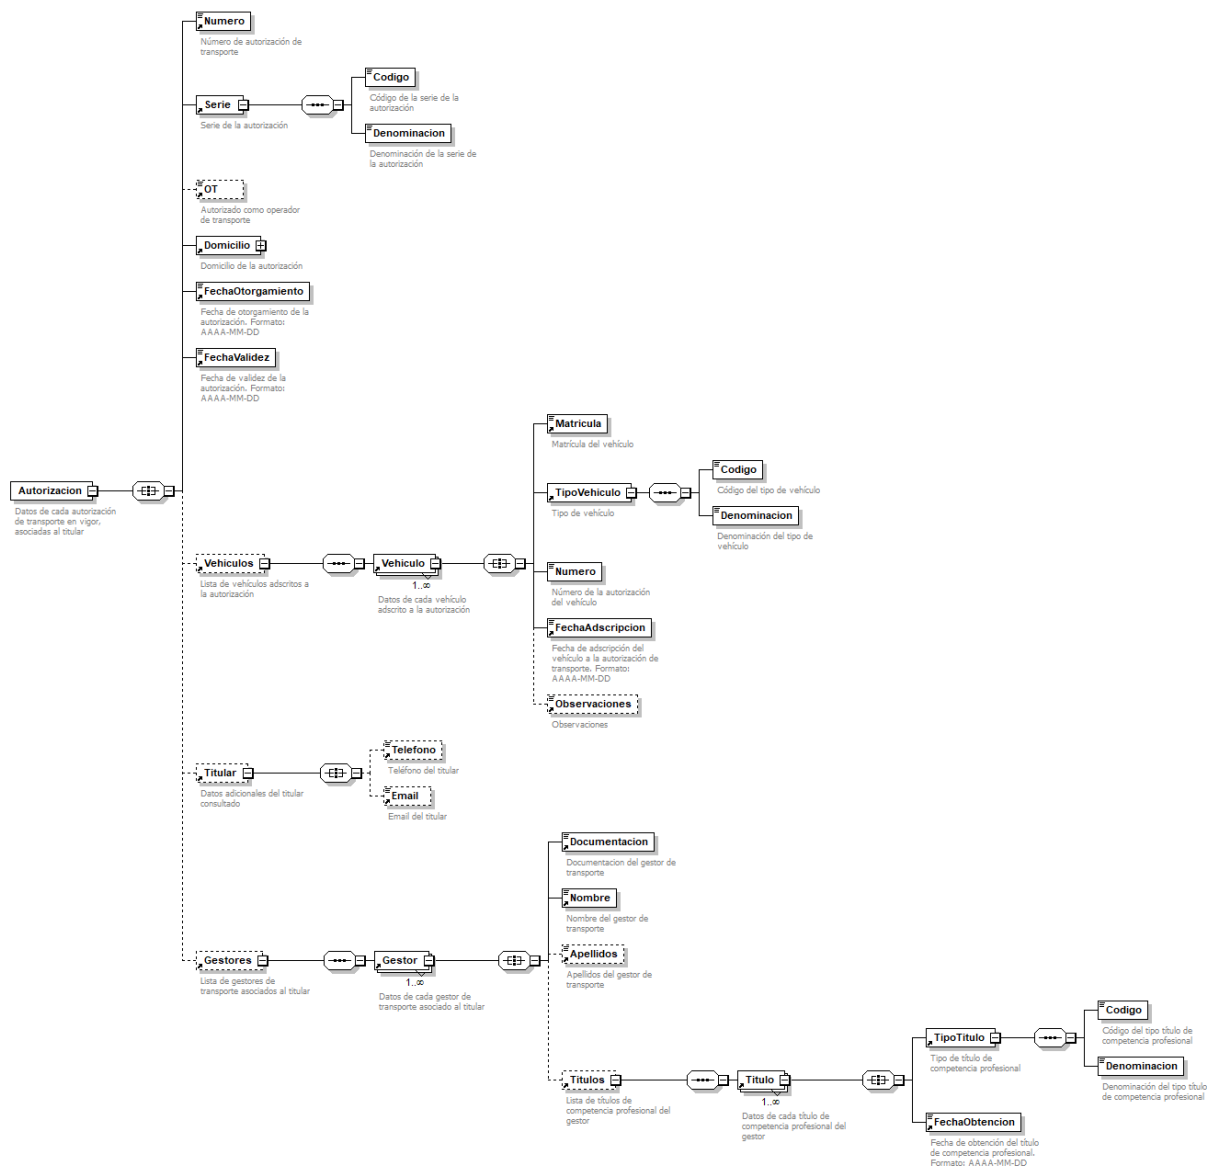 Numero
Número de autorización de
transporte
Codigo
Código de la serie de la
autorización
Serie
Serie de la autorización
Denominacion
Denominación de la serie de
la autorización
OT
Autorizado como operador
de transporte
Domicilio
Domicilio de la autorización
FechaOtorgamiento
Fecha de otorgamiento de la
autorización. Formato:
AAAA-MM-DD
FechaValidez
Fecha de validez de la
autorización. Formato:
AAAA-MM-DD
Autorizacion
Datos de cada autorización
de transporte en vigor,
asociadas al titular
Matricula
Matrícula del vehículo
TipoVehiculo
Tipo de vehículo
Codigo
Código del tipo de vehículo
Denominacion
Denominación del tipo de
vehículo
Vehiculos
Lista de vehículos adscritos a
la autorización
Vehiculo
1..∞
Datos de cada vehículo
adscrito a la autorización
Numero
Número de la autorización
del vehículo
FechaAdscripcion
Fecha de adscripción del
vehículo a la autorización de
transporte. Formato:
AAAA-MM-DD
Observaciones
Observaciones
Titular
Datos adicionales del titular
consultado
Telefono
Teléfono del titular
Email
Email del titular
Documentacion
Documentacion del gestor de
transporte
Nombre
Nombre del gestor de
transporte
Gestores
Lista de gestores de
transporte asociados al titular
Gestor
1..∞
Datos de cada gestor de
transporte asociado al titular
Apellidos
Apellidos del gestor de
transporte
Titulos
Lista de títulos de
competencia profesional del
gestor
Titulo
1..∞
Datos de cada título de
competencia profesional del
gestor
TipoTitulo
Tipo de título de
competencia profesional
Codigo
Código del tipo título de
competencia profesional
Denominacion
Denominación del tipo título
de competencia profesional
FechaObtencion
Fecha de obtención del título
de competencia profesional.
Formato: AAAA-MM-DD